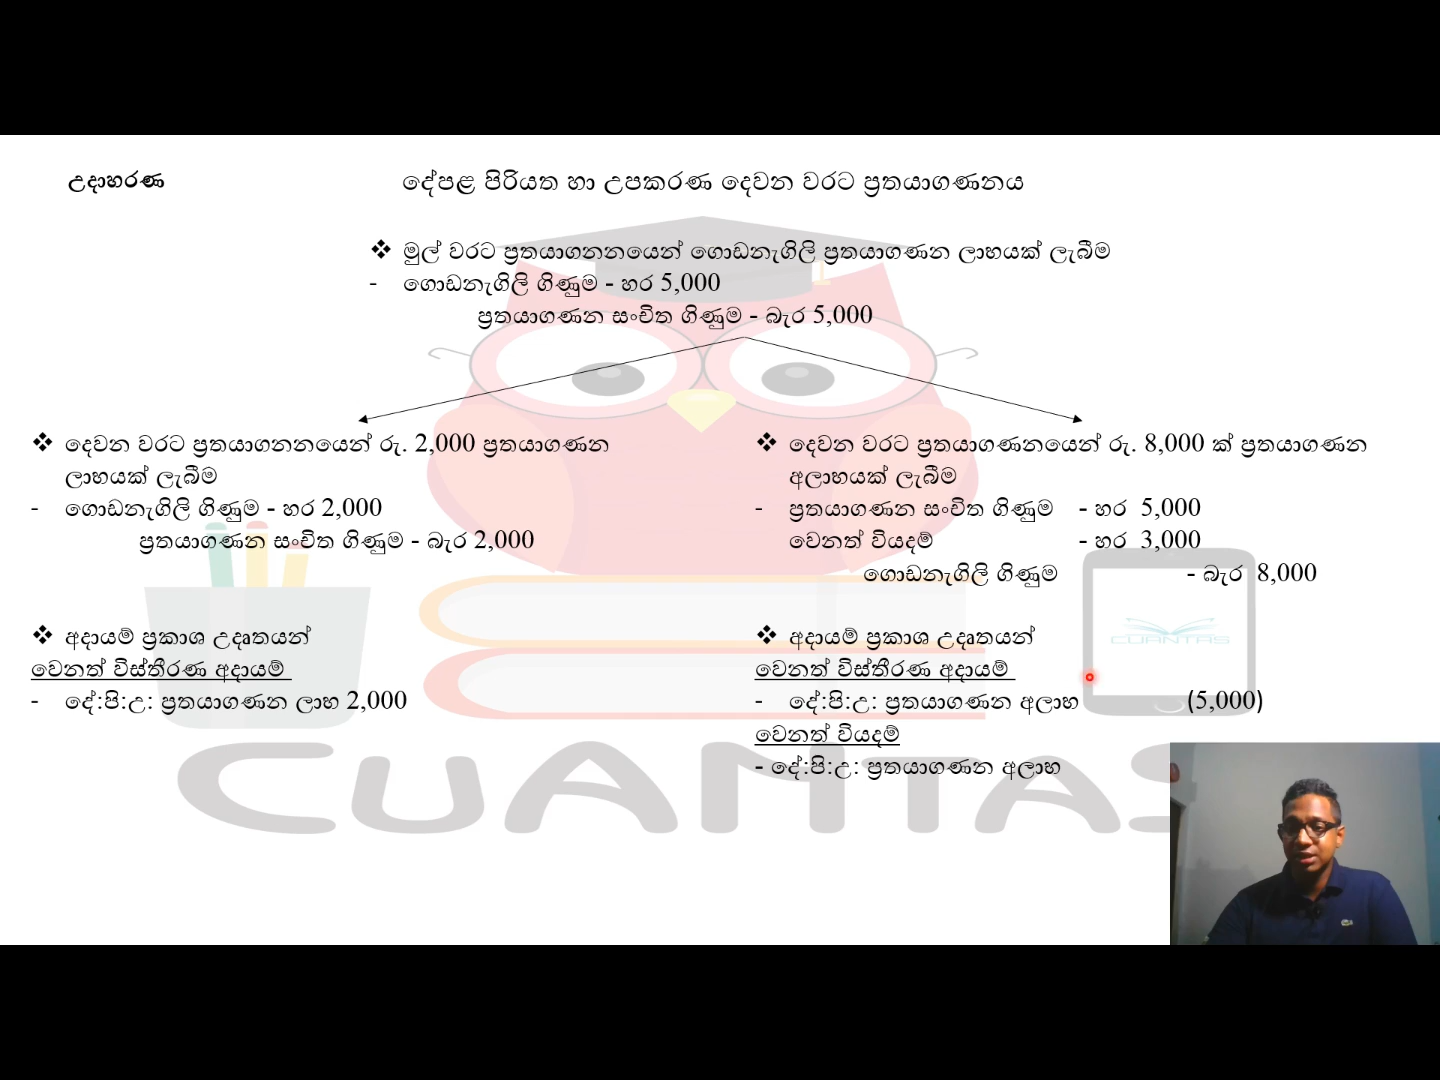 උදාහරණ
දේපළ පිරියත හා උපකරණ දෙවන වරට ප්‍රත්‍යාගණනය
❖ මුල් වරට ප්‍රත්‍යාගනනයෙන් ගොඩනැගිලි ප්‍රත්‍යාගණන ලාභයක් ලැබීම
- ගොඩනැගිලි ගිණුම - හර 5,000
ප්‍රත්‍යාගණන සංචිත ගිණුම - බැර 5,000
❖ දෙවන වරට ප්‍රත්‍යාගනනයෙන් රු. 2,000 ප්‍රත්‍යාගණන
ලාභයක් ලැබීම
- ගොඩනැගිලි ගිණුම - හර 2,000
ප්‍රත්‍යාගණන සංචිත ගිණුම - බැර 2,000
❖ අදායම් ප්‍රකාශ උදෘතයන්
වෙනත් විස්තීරණ අදායම්
- දේ:පි:උ: ප්‍රත්‍යාගණන ලාභ 2,000
❖ දෙවන වරට ප්‍රත්‍යාගණනයෙන් රු. 8,000 ක් ප්‍රත්‍යාගණන
අලාභයක් ලැබීම
- ප්‍රත්‍යාගණන සංචිත ගිණුම - හර 5,000
වෙනත් වියදම් - හර 3,000
ගොඩනැගිලි ගිණුම - බැර 8,000
❖ අදායම් ප්‍රකාශ උදෘතයන්
වෙනත් විස්තීරණ අදායම්
- දේ:පි:උ: ප්‍රත්‍යාගණන අලාභ (5,000)
වෙනත් වියදම්
- දේ:පි:උ: ප්‍රත්‍යාගණන අලාභ
CUANTAS
CUANTAS